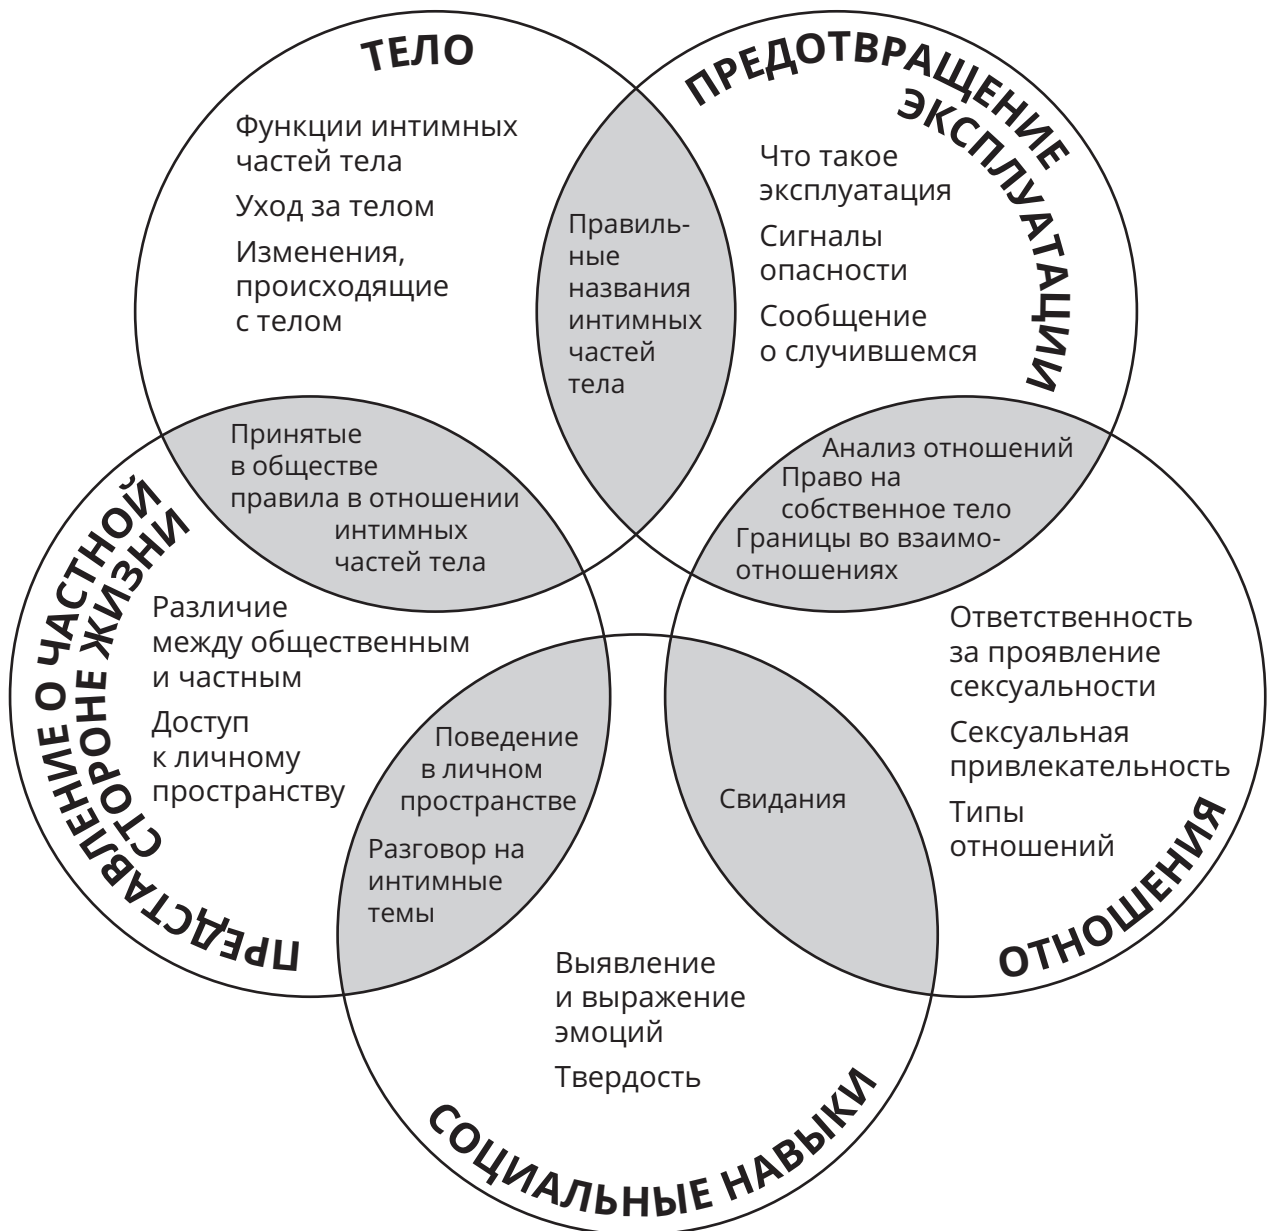 ТЕЛО
Функции интимных
частей тела
Уход за телом
Изменения,
происходящие
с телом
ПРЕДОТВРАЩЕНИЕ
ЭКСПЛУАТАЦИИ
Что такое
эксплуатация
Сигналы
опасности
Сообщение
о случившемся
Правиль-
ные
названия
интимных
частей
тела
Принятые
в обществе
правила в отношении
интимных
частей тела
Анализ отношений
Право на
собственное тело
Границы во взаимо-
отношениях
ПРЕДСТАВЛЕНИЕ О ЧАСТНОЙ
СТОРОНЕ ЖИЗНИ
Различие
между общественным
и частным
Доступ
к личному
пространству
Поведение
в личном
пространстве
Разговор на
интимные
темы
Свидания
Ответственность
за проявление
сексуальности
Сексуальная
привлекательность
Типы
отношений
ОТНОШЕНИЯ
Выявление
и выражение
эмоций
Твердость
СОЦИАЛЬНЫЕ НАВЫКИ